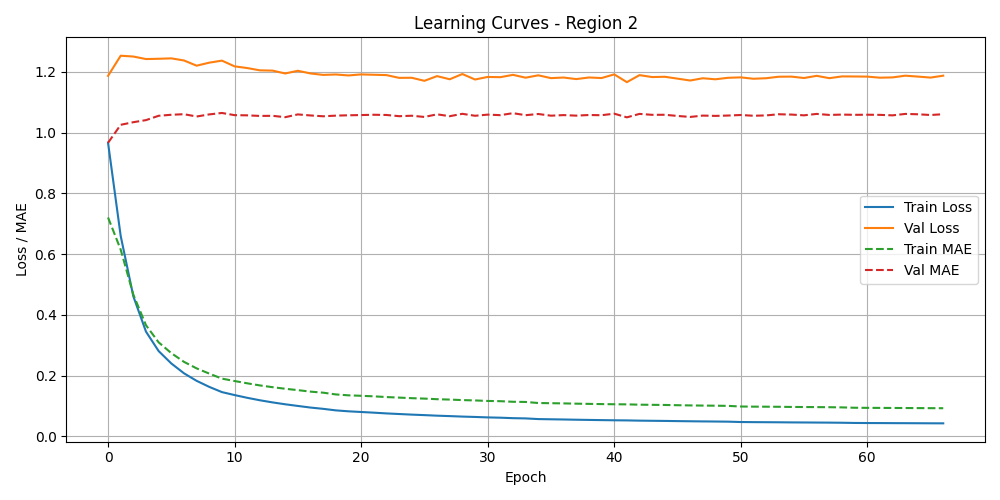 Learning Curves - Region 2
Loss / MAE
1.2
1.0
0.8
0.6
0.4
0.2
0.0
Train Loss
Val Loss
Train MAE
Val MAE
0 10 20 30 40 50 60
Epoch